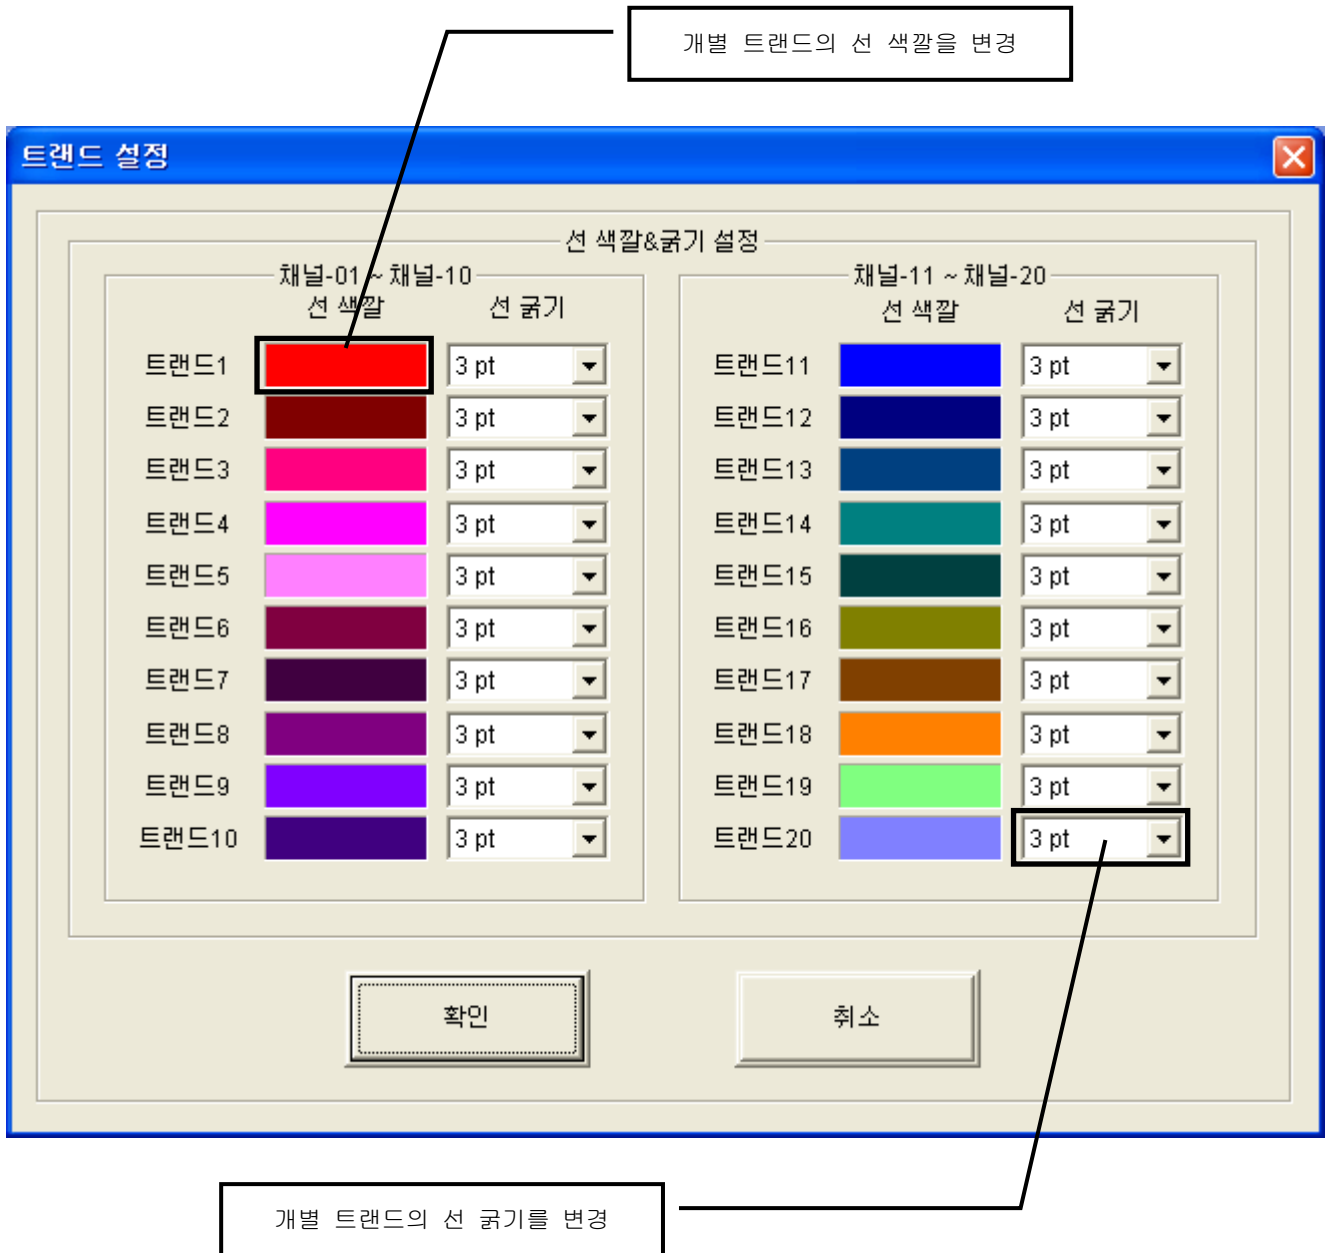 개별 트랜드의 선 색깔을 변경
트랜드 설정
선 색깔&굵기 설정
채널-01 ~ 채널-10
선 색깔 선 굵기
트랜드1 3 pt
트랜드2 3 pt
트랜드3 3 pt
트랜드4 3 pt
트랜드5 3 pt
트랜드6 3 pt
트랜드7 3 pt
트랜드8 3 pt
트랜드9 3 pt
트랜드10 3 pt
채널-11 ~ 채널-20
선 색깔 선 굵기
트랜드11 3 pt
트랜드12 3 pt
트랜드13 3 pt
트랜드14 3 pt
트랜드15 3 pt
트랜드16 3 pt
트랜드17 3 pt
트랜드18 3 pt
트랜드19 3 pt
트랜드20 3 pt
확인 취소
개별 트랜드의 선 굵기를 변경